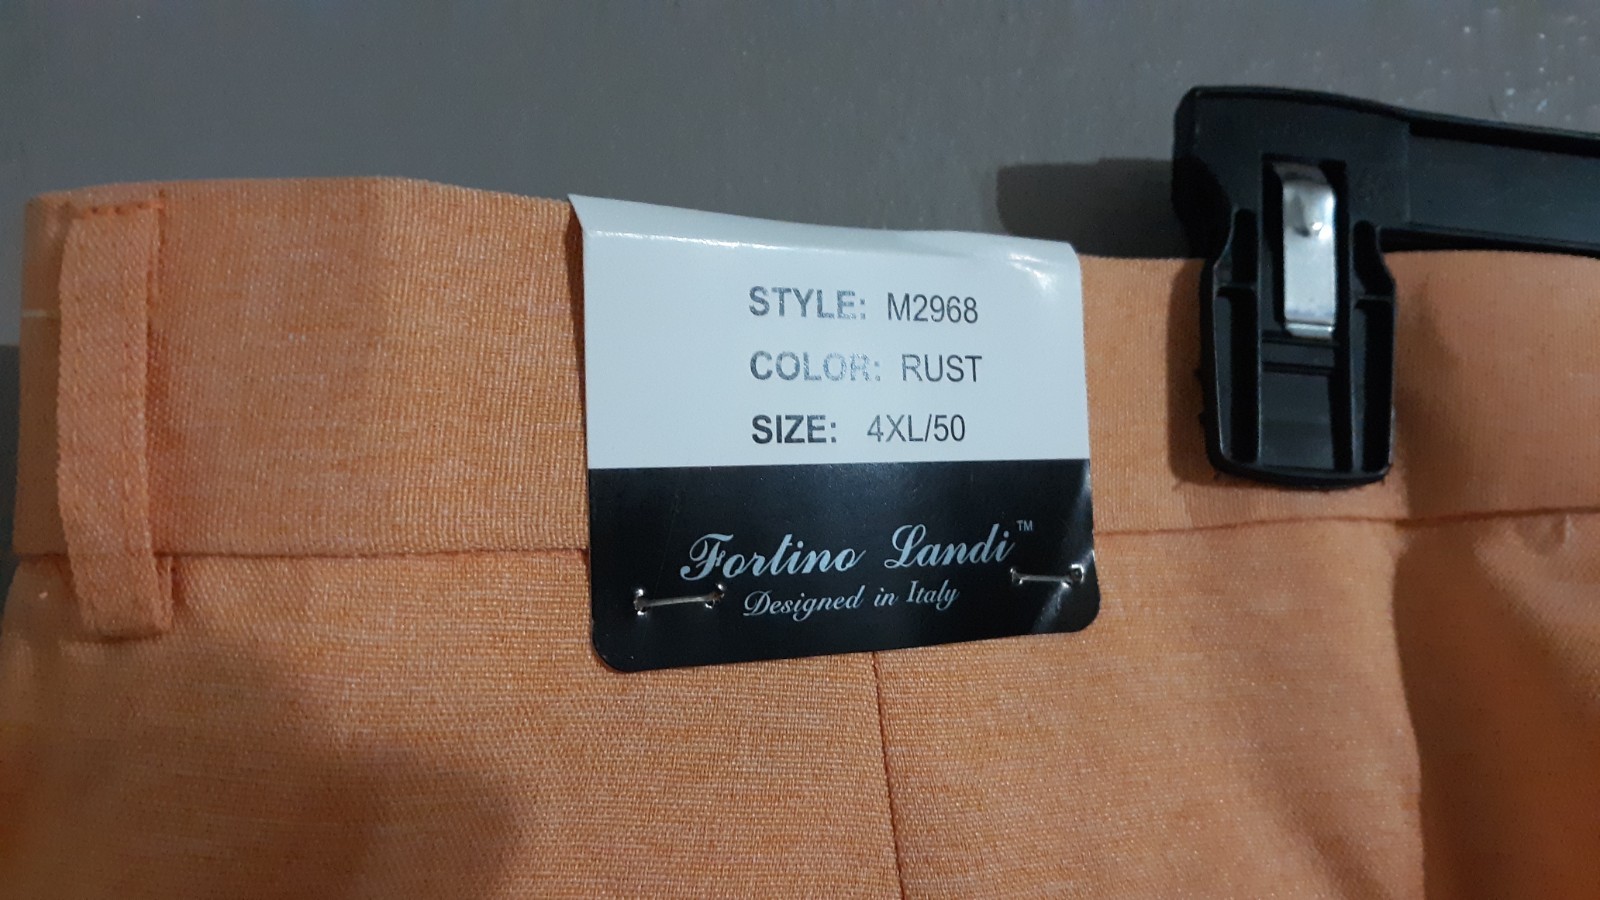 STYLE: M2968
COLOR: RUST
SIZE: 4XL/50
Fortino Landi™
Designed in Italy